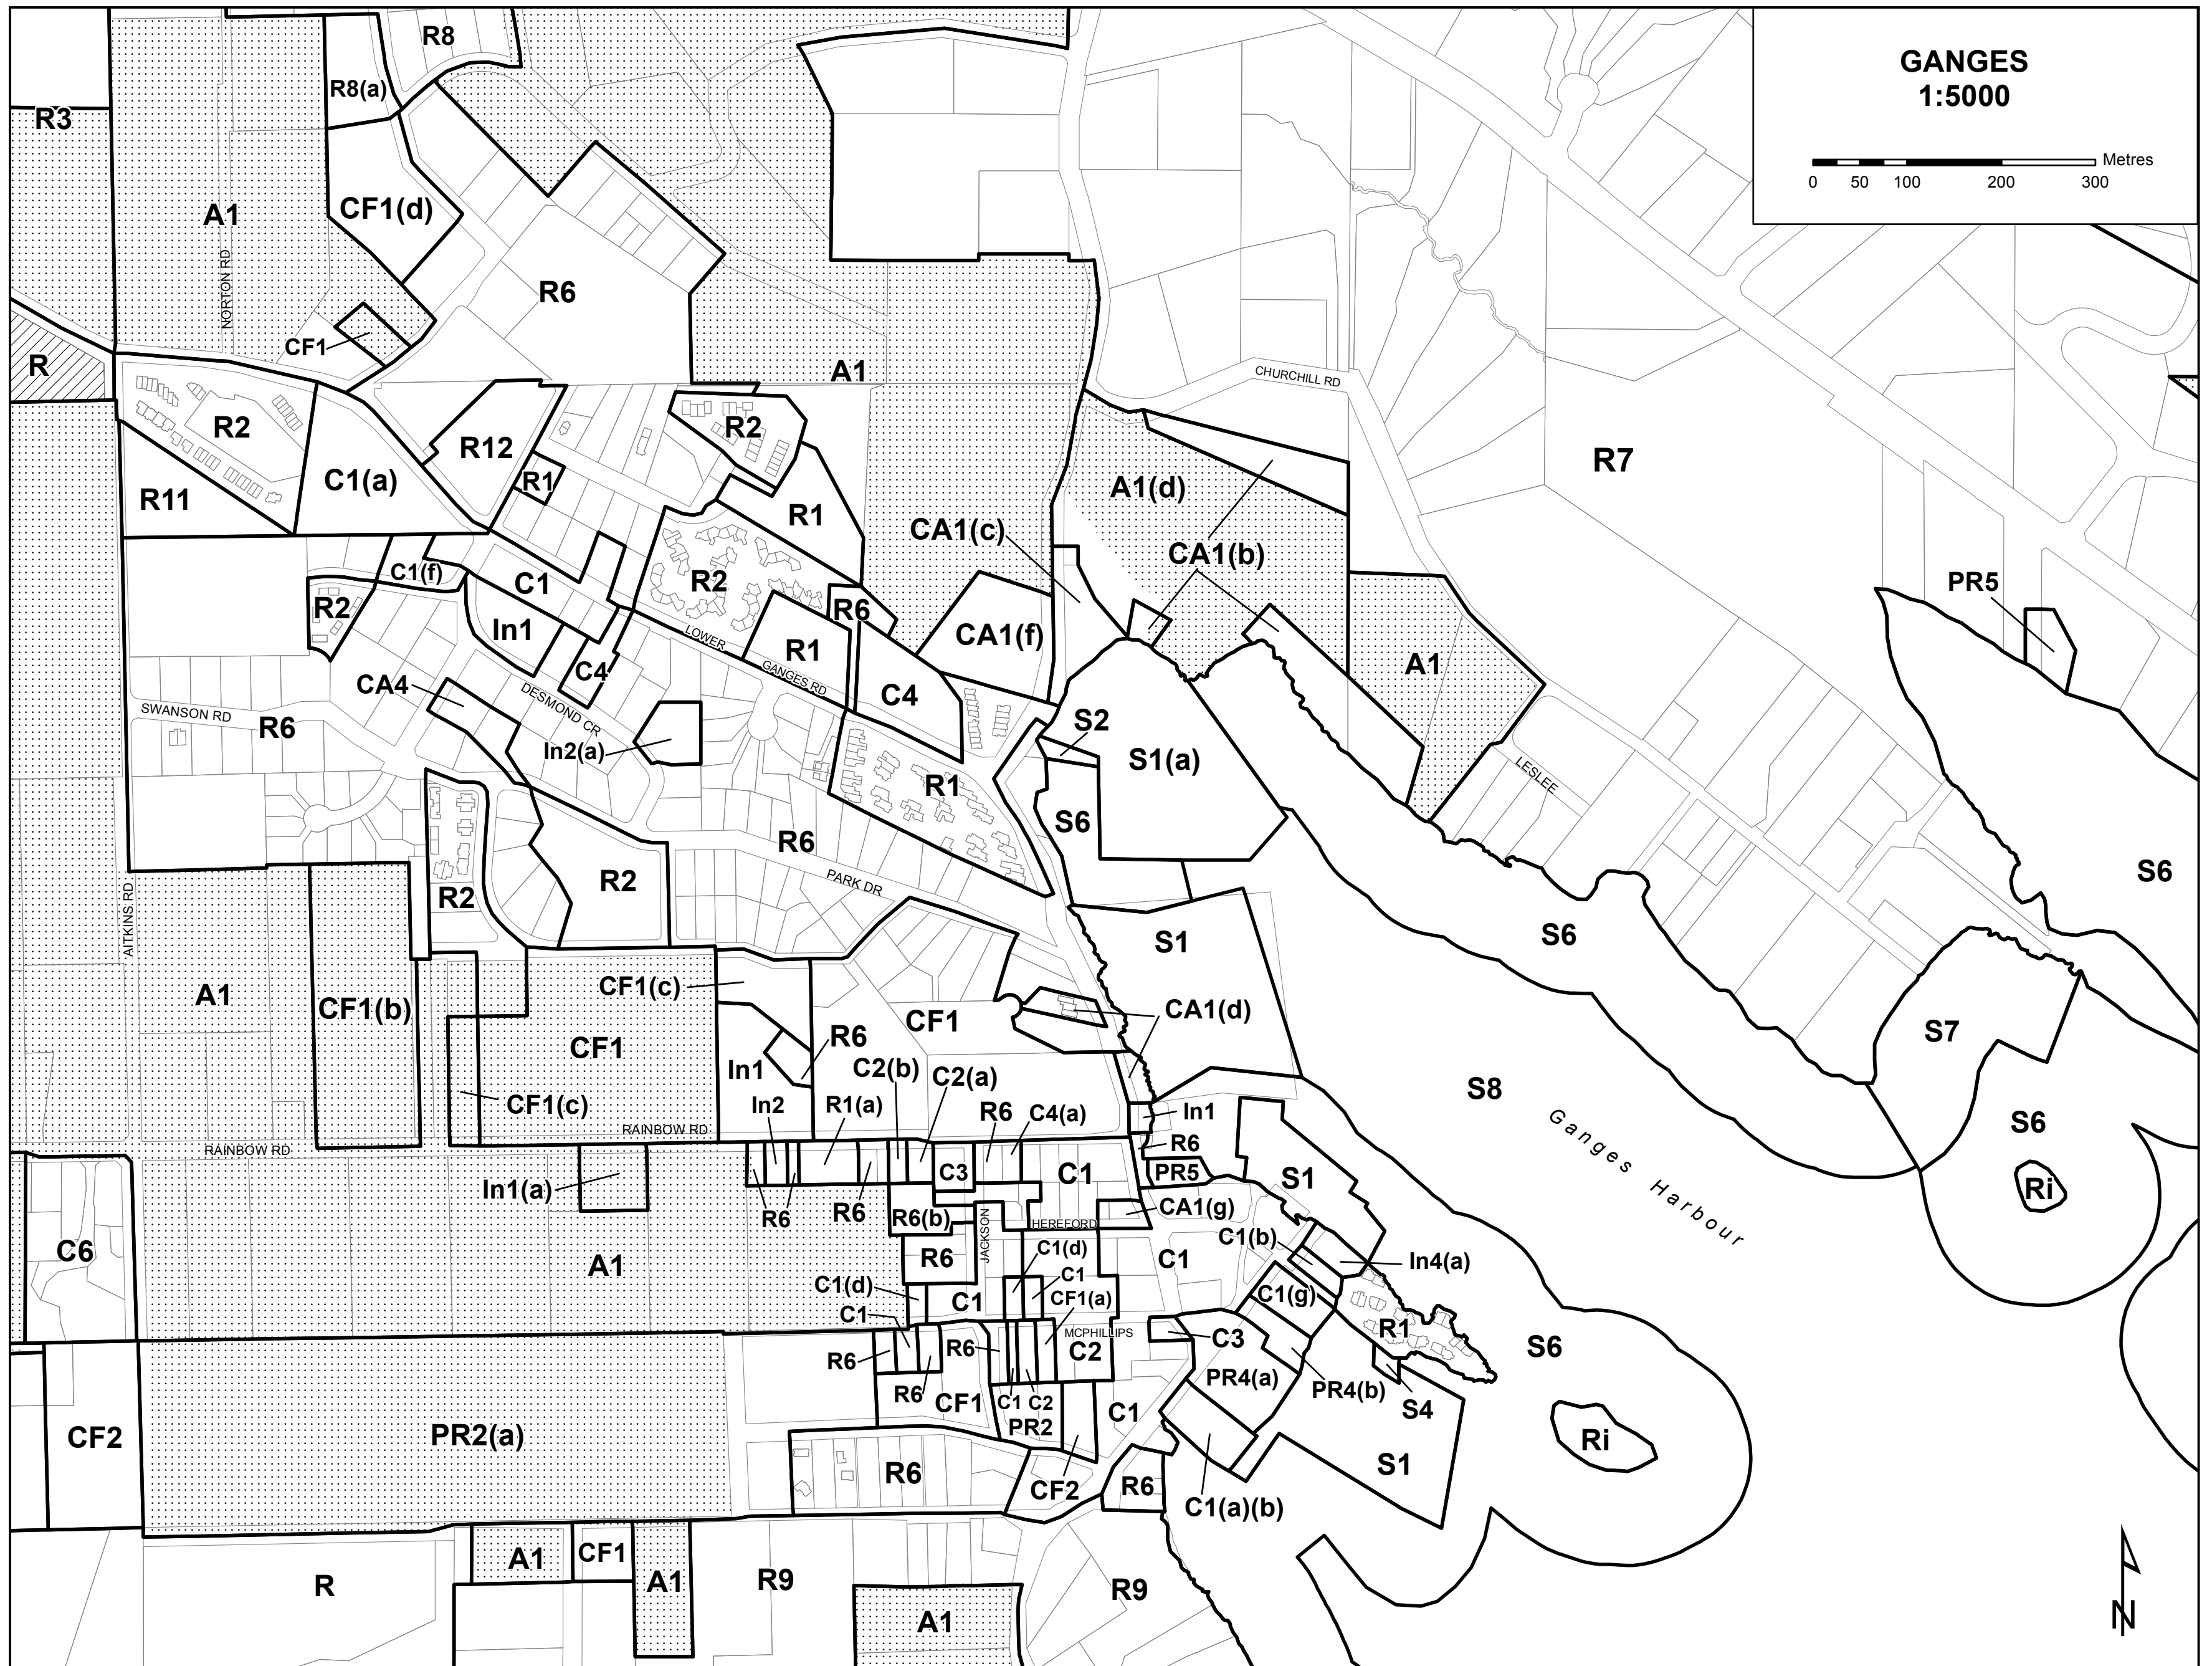 GANGES
1:5000
Metres
0 50 100 200 300
R8
R8(a)
R3
A1
CF1(d)
NORTON RD
R6
CF1
R
A1
CHURCHILL RD
R2
R2
R12
R7
C1(a)
R1
R11
R1
A1(d)
CA1(c)
CA1(b)
C1(f)
C1
R2
PR5
R2
R6
In1
LOWER
GANGES RD
R1
CA1(f)
C4
A1
CA4
DESMOND CR
C4
SWANSON RD
R6
S2
In2(a)
S1(a)
R1
LESLEE
S6
R6
S6
PARK DR
R2
R2
AITKINS RD
S1
S6
CF1(c)
A1
CF1(b)
CA1(d)
CF1
S7
CF1
R6
In1
C2(b)
C2(a)
S8
Ganges Harbour
CF1(c)
In2
R1(a)
R6
C4(a)
In1
S6
RAINBOW RD
RAINBOW RD
R6
C3
C1
PR5
S1
In1(a)
Ri
R6
R6
R6(b)
CA1(g)
HEREFORD
JACKSON
C1(b)
C6
R6
C1(d)
C1
In4(a)
A1
C1(d)
C1
C1
CF1(a)
C1(g)
C1
MCPHILLIPS
R1
C3
R6
R6
C2
S6
R6
PR4(a)
PR4(b)
CF1
C1
C2
C1
S4
PR2
CF2
PR2(a)
Ri
R6
S1
CF2
R6
C1(a)(b)
A1
CF1
R
A1
R9
R9
A1
N